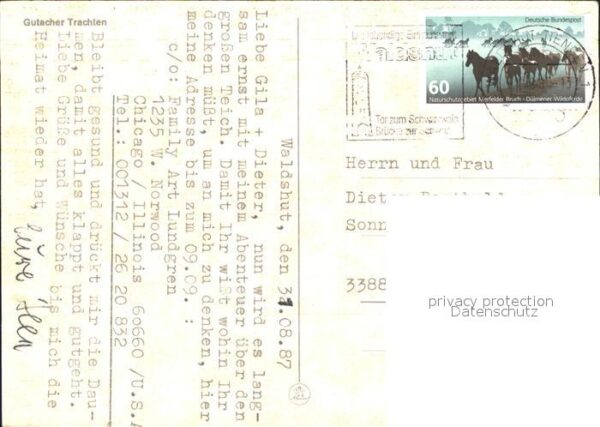 Gutacher Trachten
Waldshut, den 31.08.87
Liebe Gila + Dieter, nun wird es lang-
sam ernst mit meinem Abenteuer über den
großen Teich. Damit Ihr wißt wohin Ihr
denken müßt, um an mich zu denken, hier
meine Adresse bis zum 09.09. :
c/o: Family Art Lundgren
1235 W. Norwood
Chicago / Illinois 60660 /U.S.A
Tel.: 001312 / 26 20 832
Bleibt gesund und drückt mir die Dau-
men, damit alles klappt und gutgeht.
Liebe Grüße und Wünsche bis mich die
Heimat wieder hat,
Eure
Deutsche Bundespost
60
Naturschutzgebiet Merfelder Bruch - Dülmener Wildpferde
Tor zum Schwarzwald
Brücke zur Schweiz
Herrn und Frau
Sonn
3388
privacy protection
Datenschutz